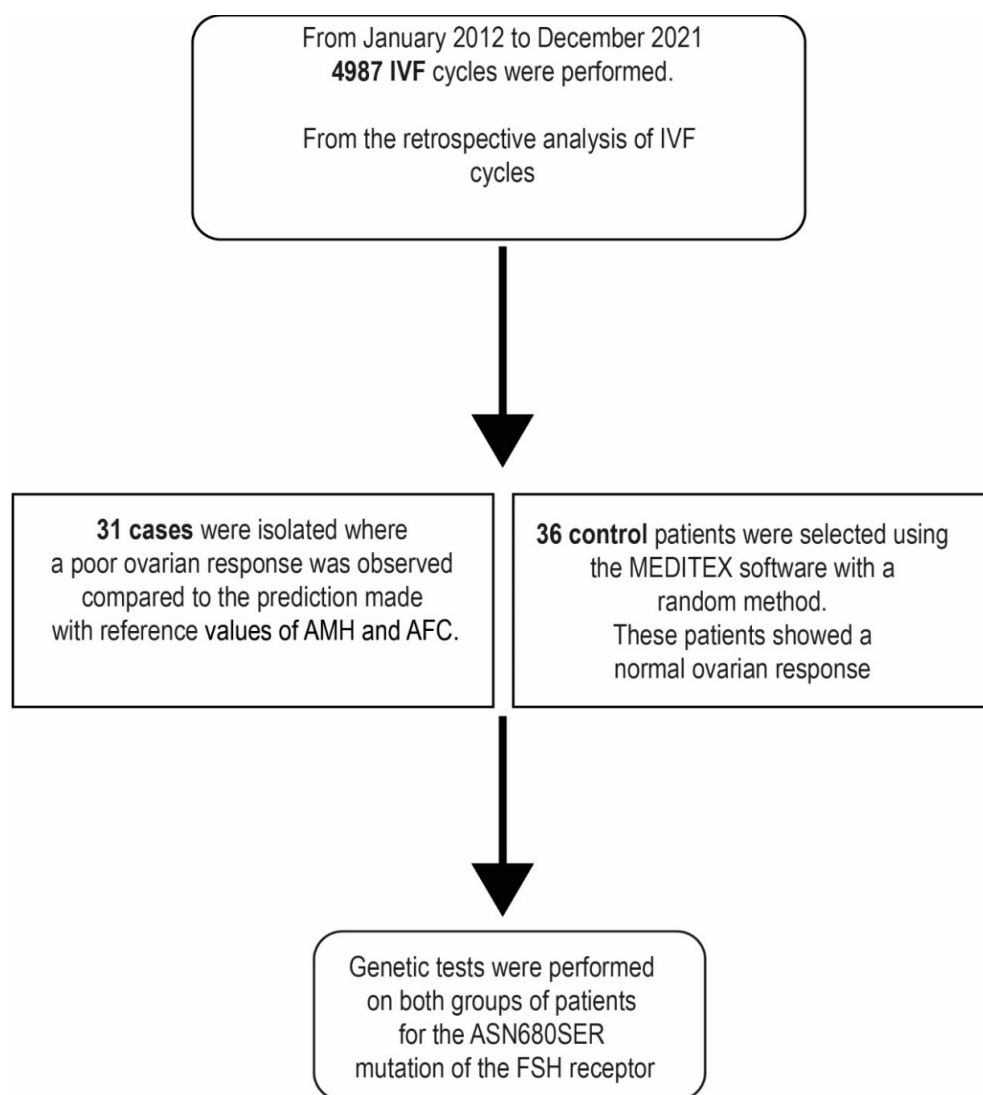 From January 2012 to December 2021
4987 IVF cycles were performed.
From the retrospective analysis of IVF
cycles
31 cases were isolated where
a poor ovarian response was observed
compared to the prediction made
with reference values of AMH and AFC.
36 control patients were selected using
the MEDITEX software with a
random method.
These patients showed a
normal ovarian response
Genetic tests were performed
on both groups of patients
for the ASN680SER
mutation of the FSH receptor